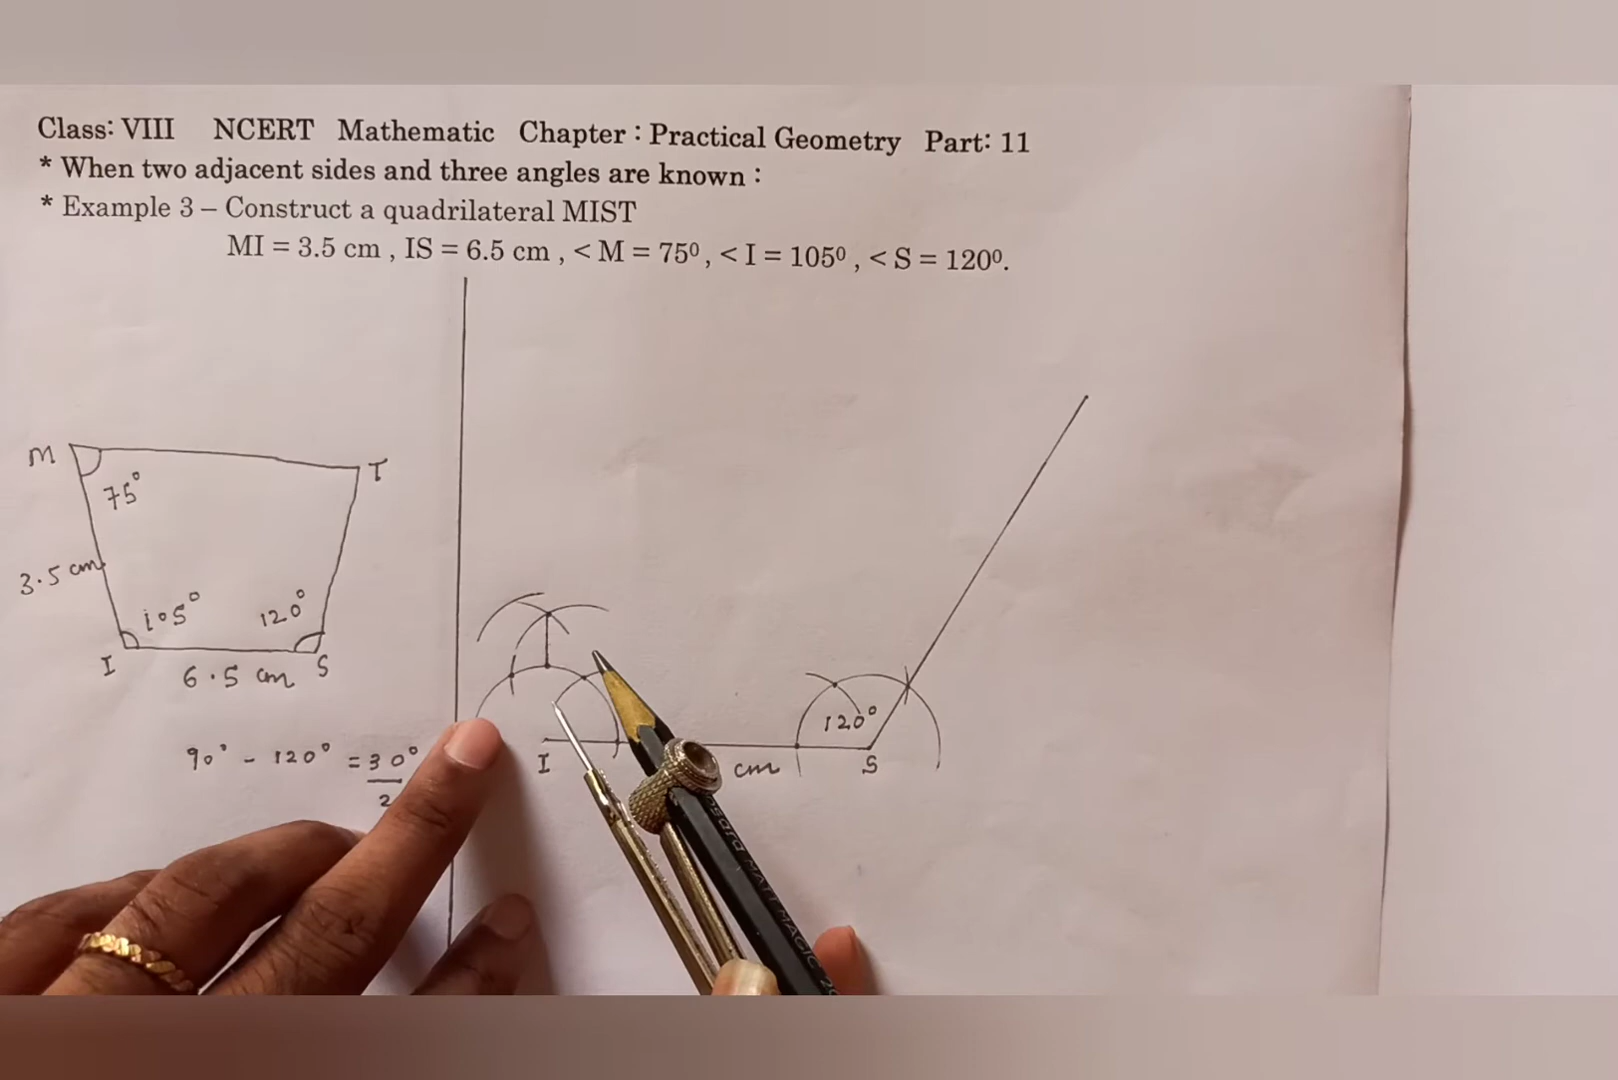 Class: VIII NCERT Mathematic Chapter : Practical Geometry Part: 11
* When two adjacent sides and three angles are known :
* Example 3 – Construct a quadrilateral MIST
MI = 3.5 cm , IS = 6.5 cm , < M = 75⁰ , < I = 105⁰ , < S = 120⁰.
M
T
75°
3.5 cm
105°
120°
I
6.5 cm
S
90° - 120° = 30°
2
120°
I
cm
S
MATT MAGIC